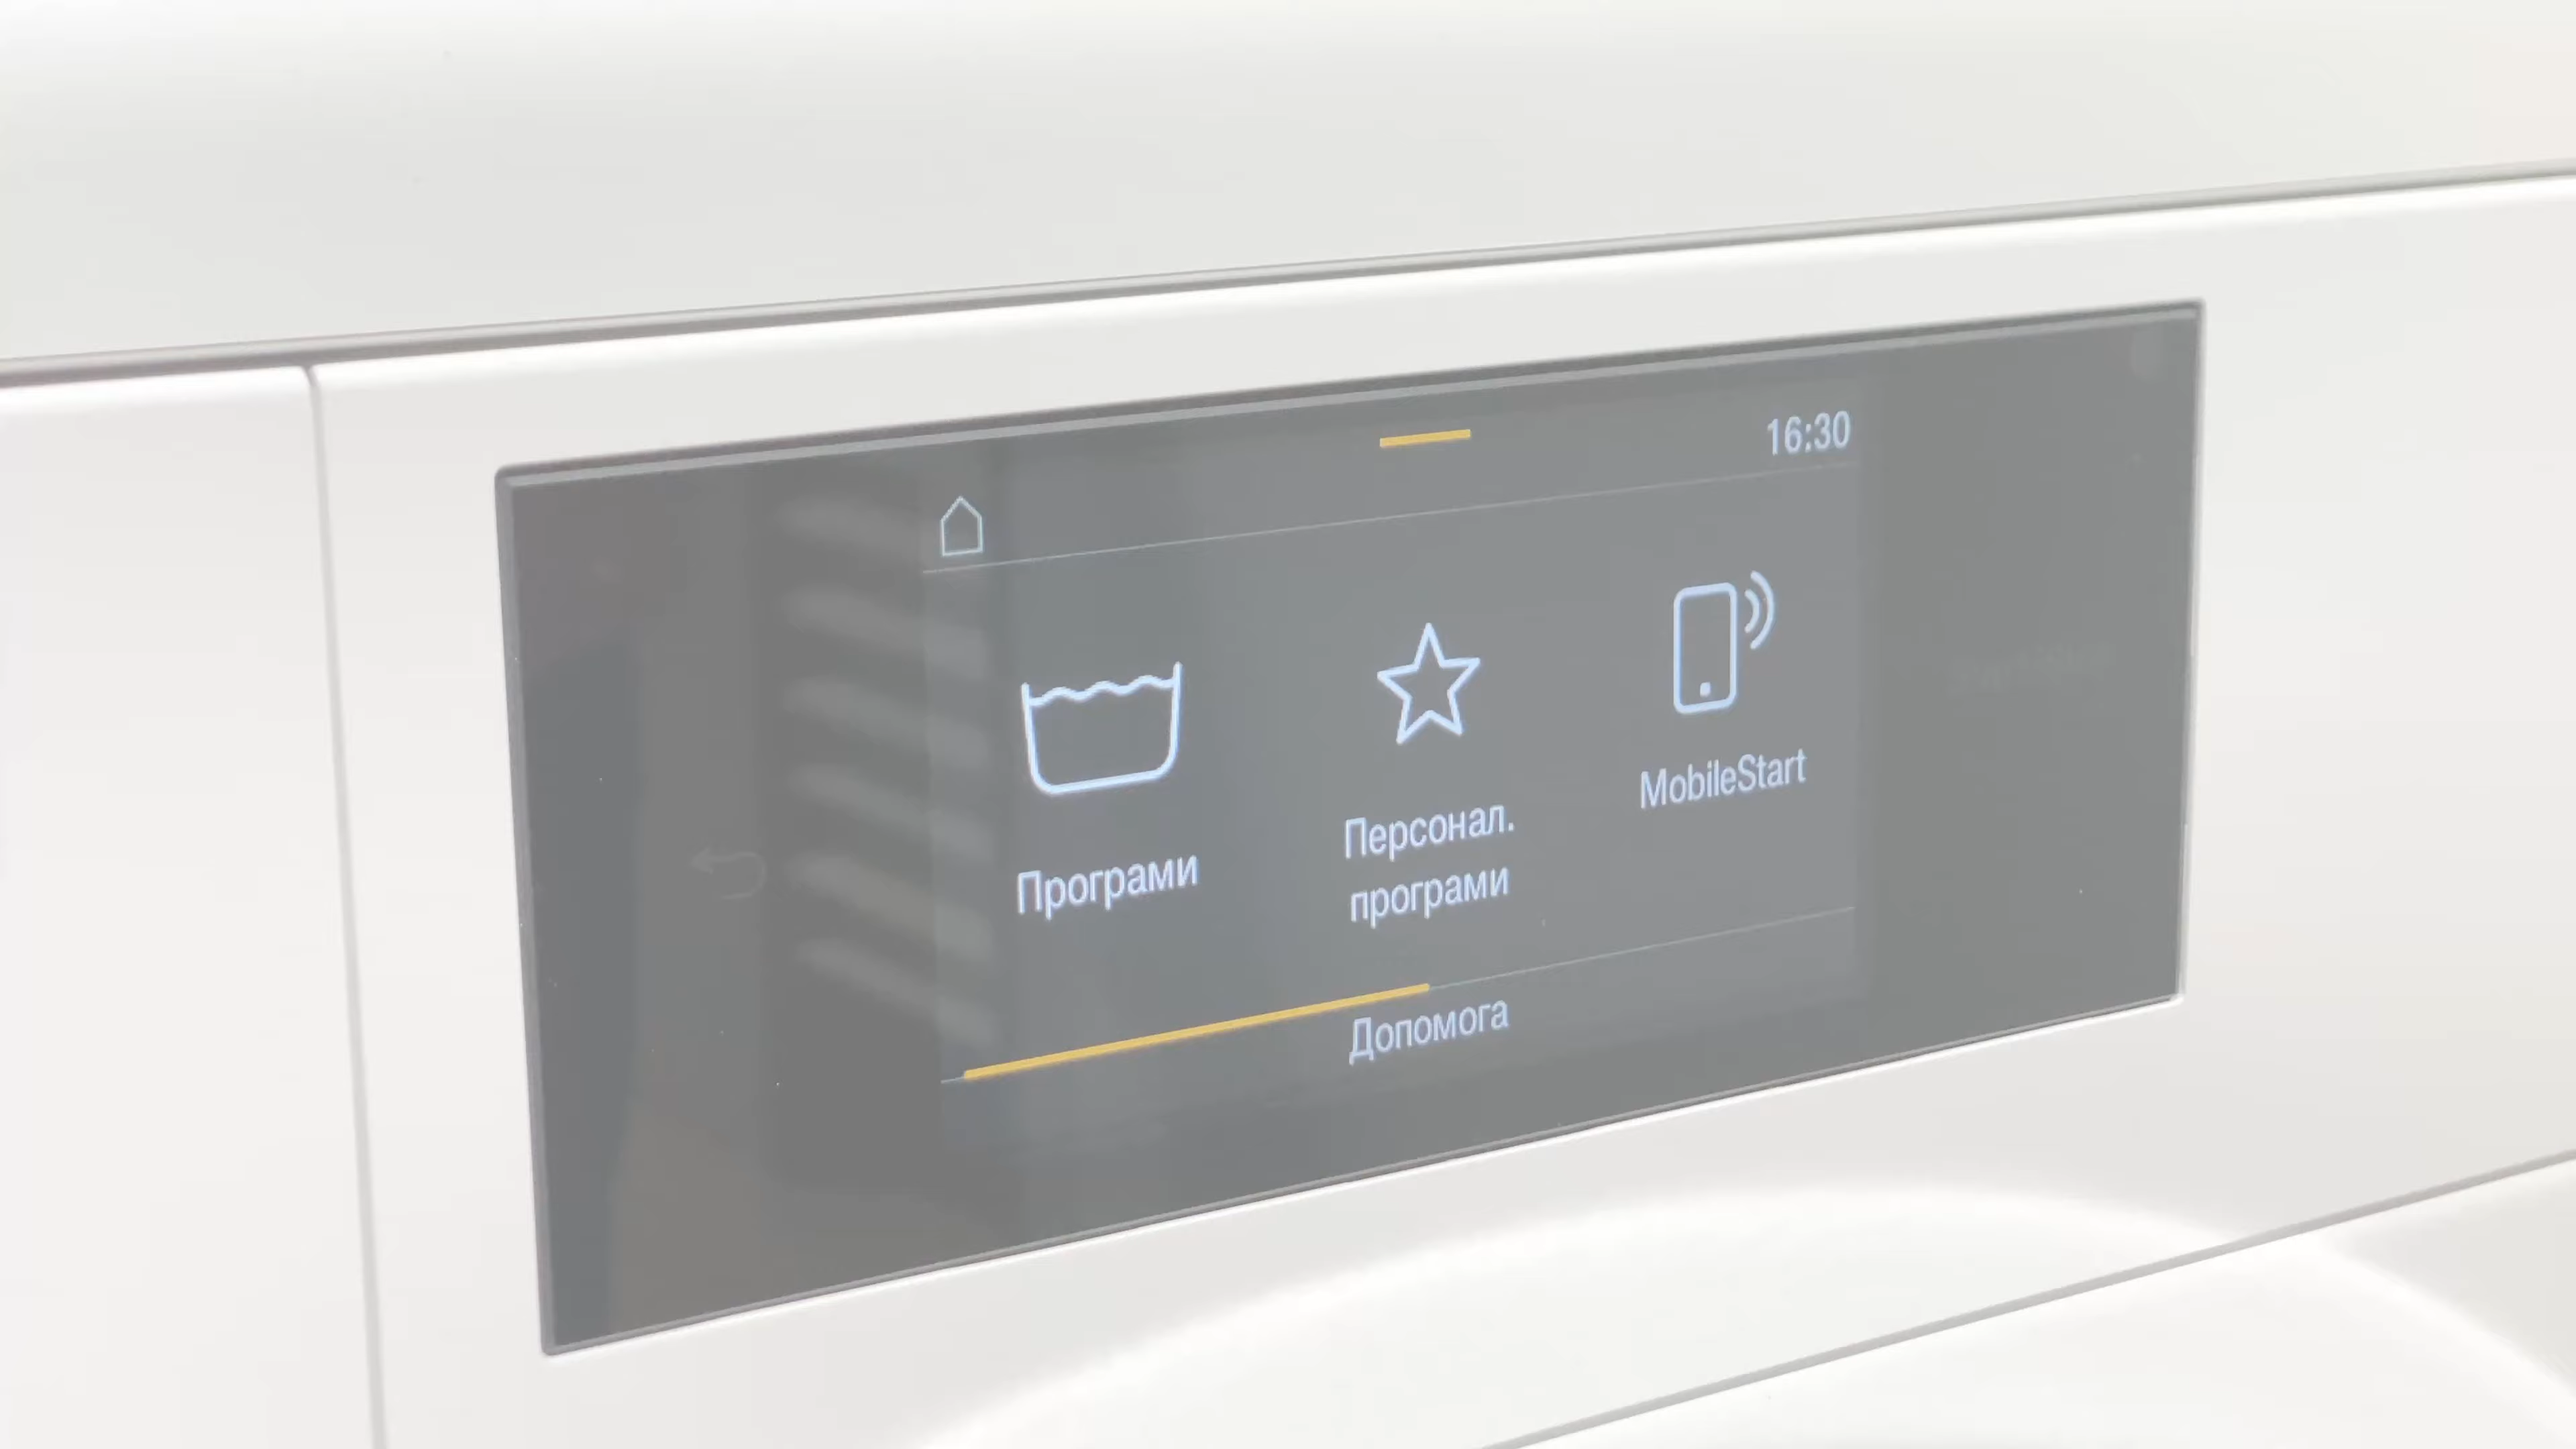 16:30
Програми
Персонал.
програми
MobileStart
Допомога